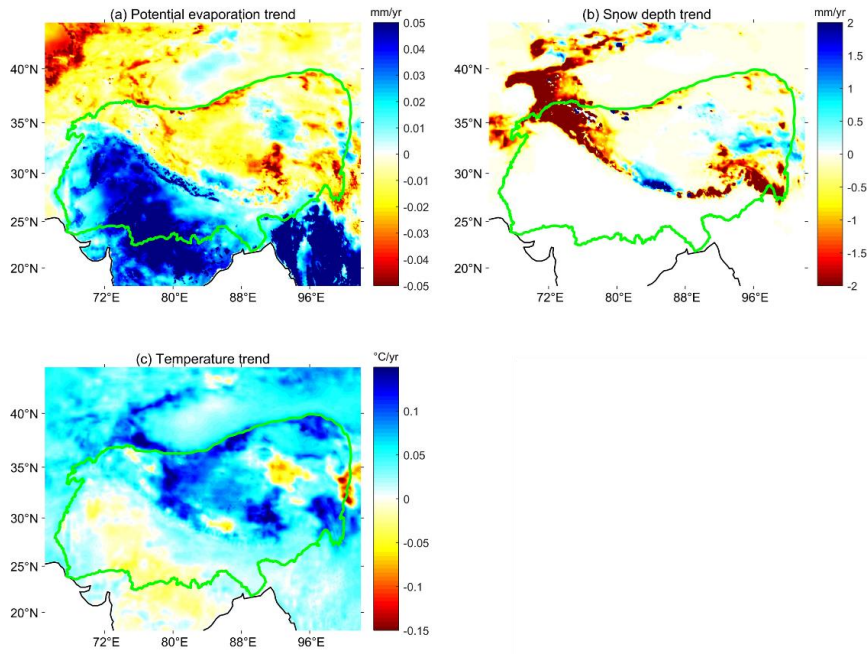 (a) Potential evaporation trend
mm/yr
40°N
35°N
30°N
25°N
20°N
72°E 80°E 88°E 96°E
0.05
0.04
0.03
0.02
0.01
0
-0.01
-0.02
-0.03
-0.04
-0.05
(b) Snow depth trend
mm/yr
40°N
35°N
30°N
25°N
20°N
72°E 80°E 88°E 96°E
2
1.5
1
0.5
0
-0.5
-1
-1.5
-2
(c) Temperature trend
°C/yr
40°N
35°N
30°N
25°N
20°N
72°E 80°E 88°E 96°E
0.1
0.05
0
-0.05
-0.1
-0.15